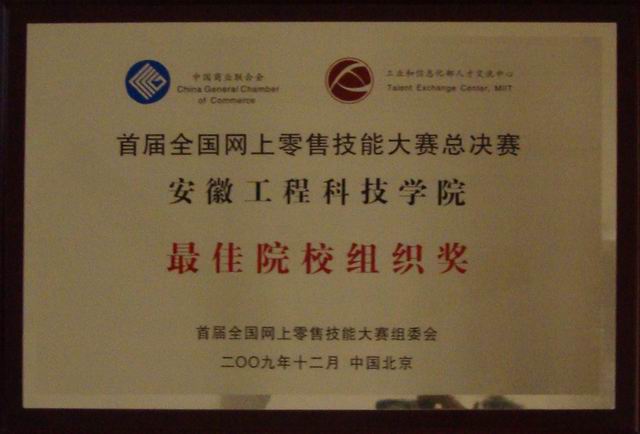 中国商业联合会
China General Chamber
of Commerce
工业和信息化部人才交流中心
Talent Exchange Center, MIIT
首届全国网上零售技能大赛总决赛
安徽工程科技学院
最佳院校组织奖
首届全国网上零售技能大赛组委会
二〇〇九年十二月 中国北京